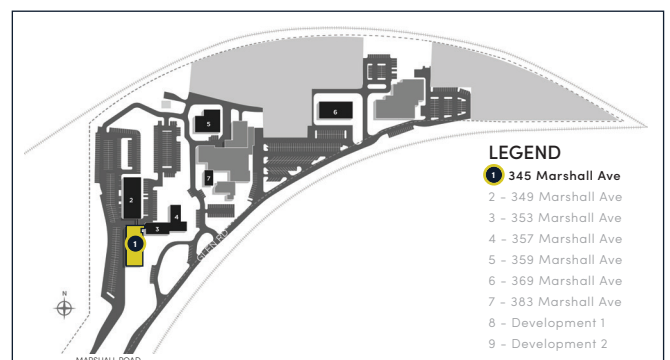 5
6
7
2
4
3
1
GLEN RD
N
MARSHALL ROAD
LEGEND
1 345 Marshall Ave
2 - 349 Marshall Ave
3 - 353 Marshall Ave
4 - 357 Marshall Ave
5 - 359 Marshall Ave
6 - 369 Marshall Ave
7 - 383 Marshall Ave
8 - Development 1
9 - Development 2